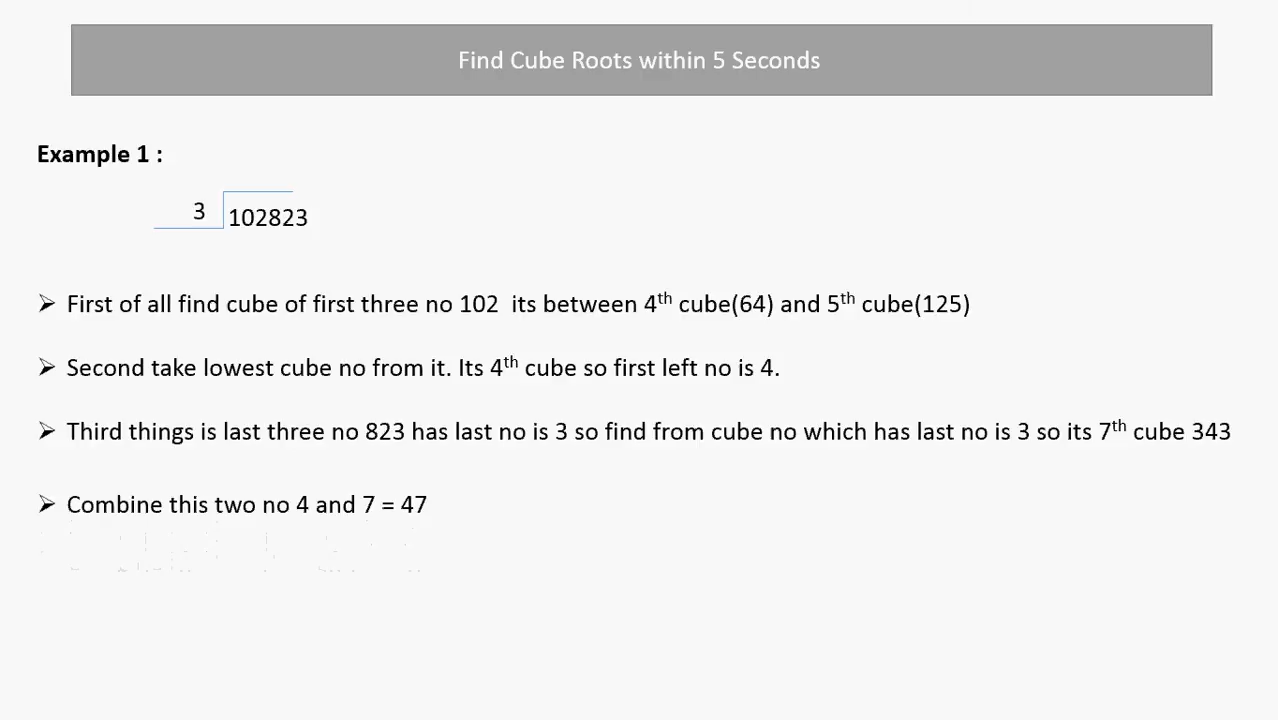 Find Cube Roots within 5 Seconds
Example 1 :
3 102823
➢ First of all find cube of first three no 102 its between 4th cube(64) and 5th cube(125)
➢ Second take lowest cube no from it. Its 4th cube so first left no is 4.
➢ Third things is last three no 823 has last no is 3 so find from cube no which has last no is 3 so its 7th cube 343
➢ Combine this two no 4 and 7 = 47